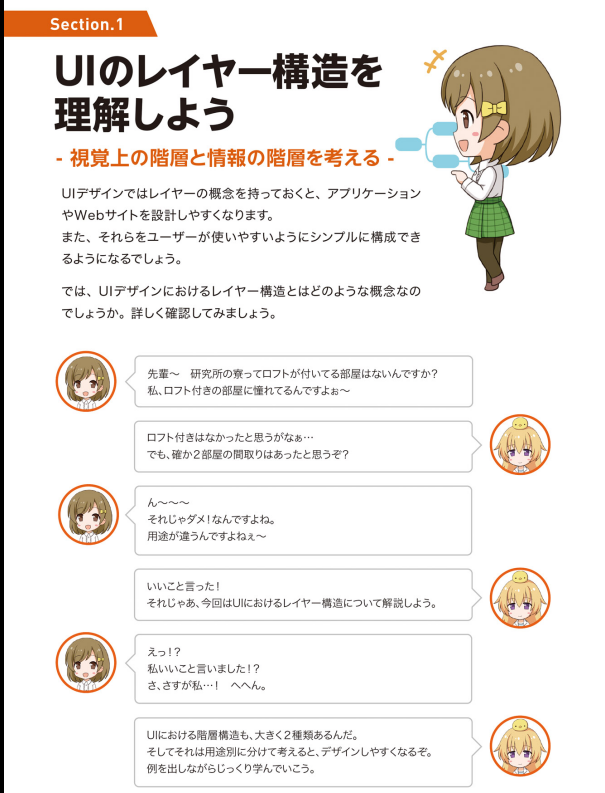 Section.1
UIのレイヤー構造を
理解しよう
- 視覚上の階層と情報の階層を考える -
UIデザインではレイヤーの概念を持っておくと、アプリケーション
やWebサイトを設計しやすくなります。
また、それらをユーザーが使いやすいようにシンプルに構成でき
るようになるでしょう。
では、UIデザインにおけるレイヤー構造とはどのような概念なの
でしょうか。詳しく確認してみましょう。
先輩〜　研究所の寮ってロフトが付いてる部屋はないんですか？
私、ロフト付きの部屋に憧れてるんですよぉ〜
ロフト付きはなかったと思うがなぁ…
でも、確か2部屋の間取りはあったと思うぞ？
ん〜〜〜
それじゃダメ！なんですよね。
用途が違うんですよねぇ〜
いいこと言った！
それじゃあ、今回はUIにおけるレイヤー構造について解説しよう。
えっ！？
私いいこと言いました！？
さ、さすが私…！　へへん。
UIにおける階層構造も、大きく2種類あるんだ。
そしてそれは用途別に分けて考えると、デザインしやすくなるぞ。
例を出しながらじっくり学んでいこう。